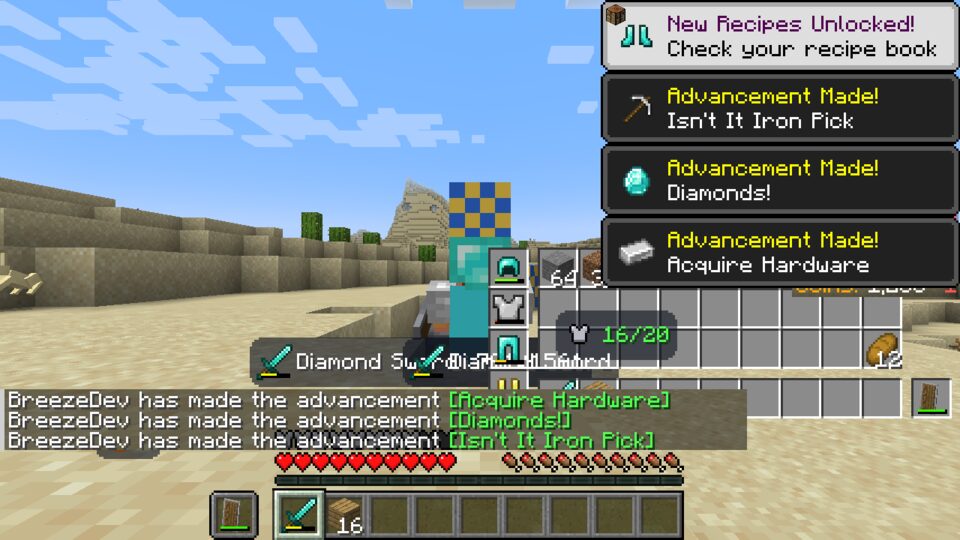 New Recipes Unlocked!
Check your recipe book
Advancement Made!
Isn't It Iron Pick
Advancement Made!
Diamonds!
Advancement Made!
Acquire Hardware
64
16/20
12
Diamond
BreezeDev has made the advancement [Acquire Hardware]
BreezeDev has made the advancement [Diamonds!]
BreezeDev has made the advancement [Isn't It Iron Pick]
16